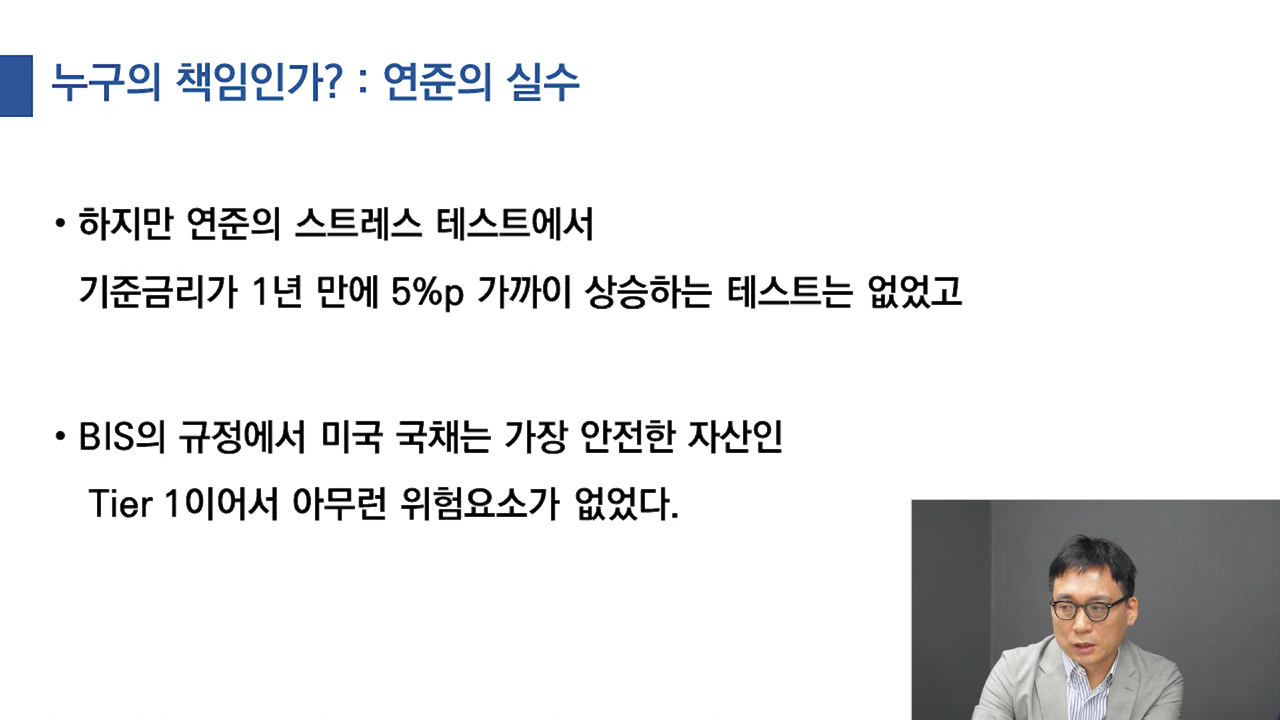 누구의 책임인가? : 연준의 실수
• 하지만 연준의 스트레스 테스트에서
기준금리가 1년 만에 5%p 가까이 상승하는 테스트는 없었고
• BIS의 규정에서 미국 국채는 가장 안전한 자산인
Tier 1이어서 아무런 위험요소가 없었다.